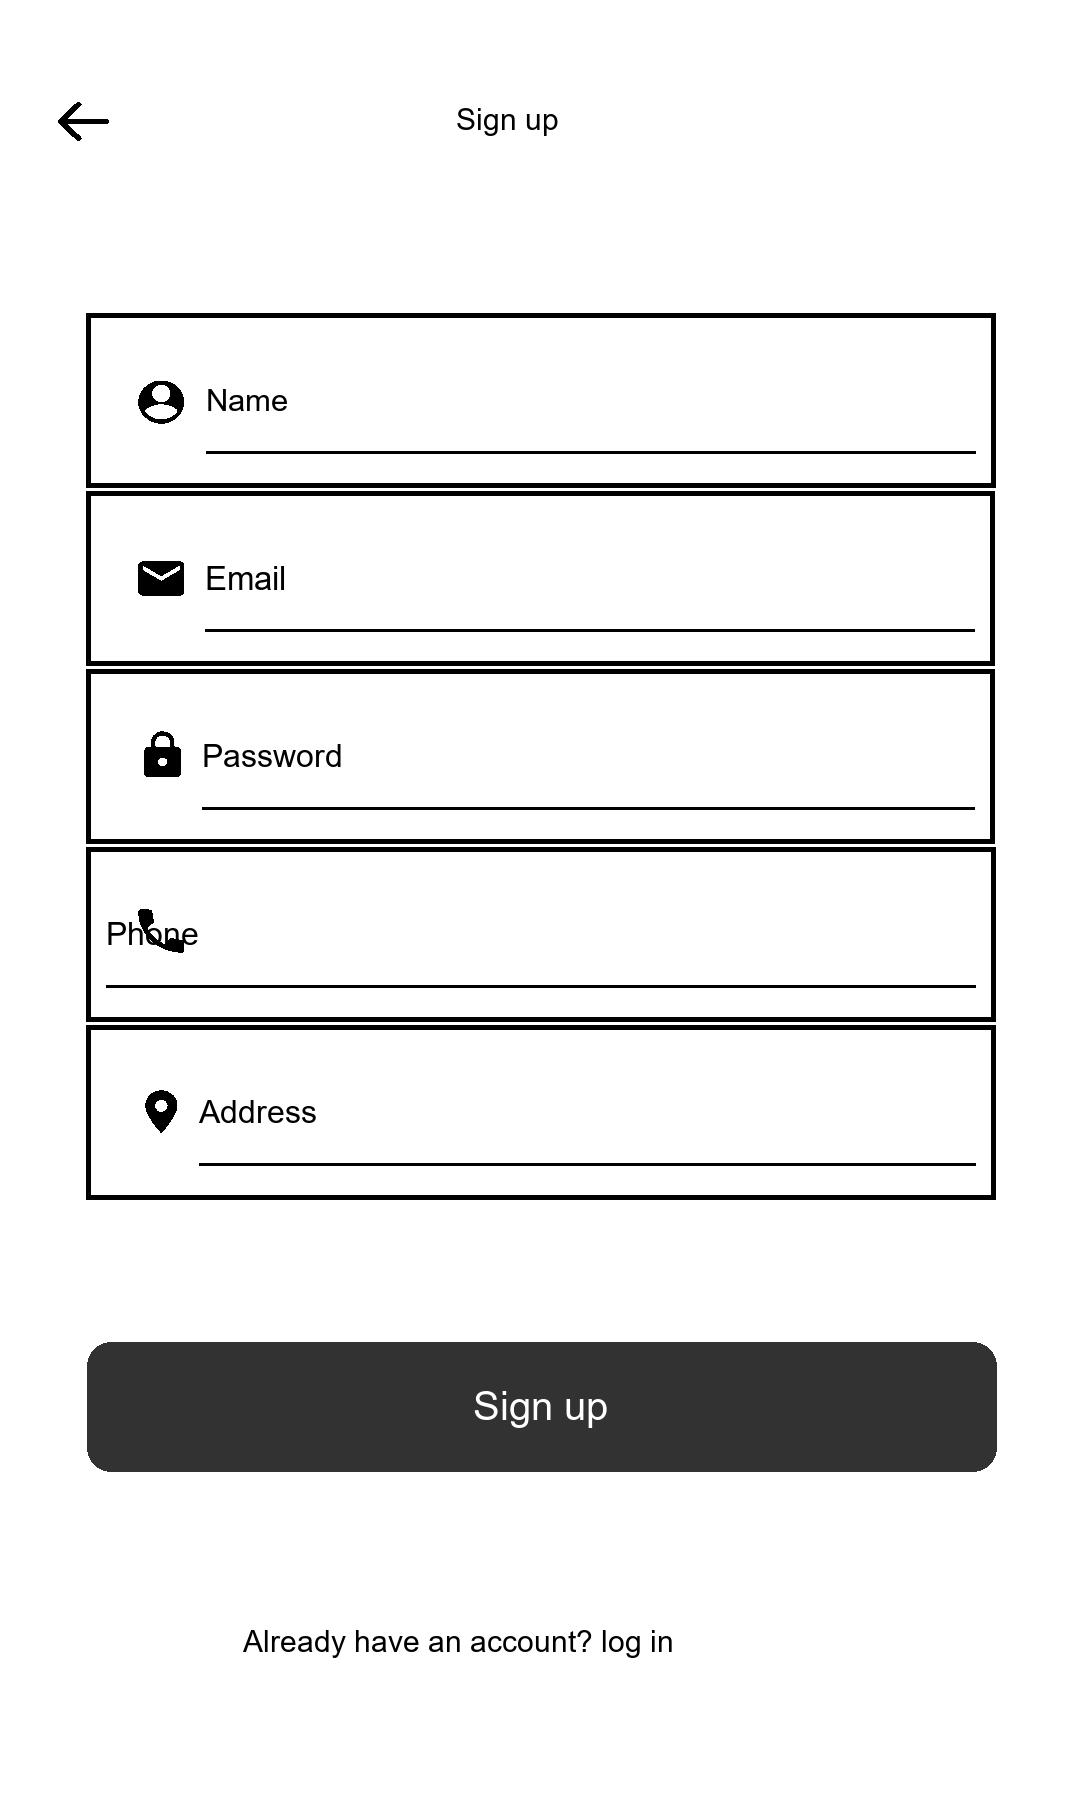 Sign up
Name
Email
Password
Phone
Address
Sign up
Already have an account? log in